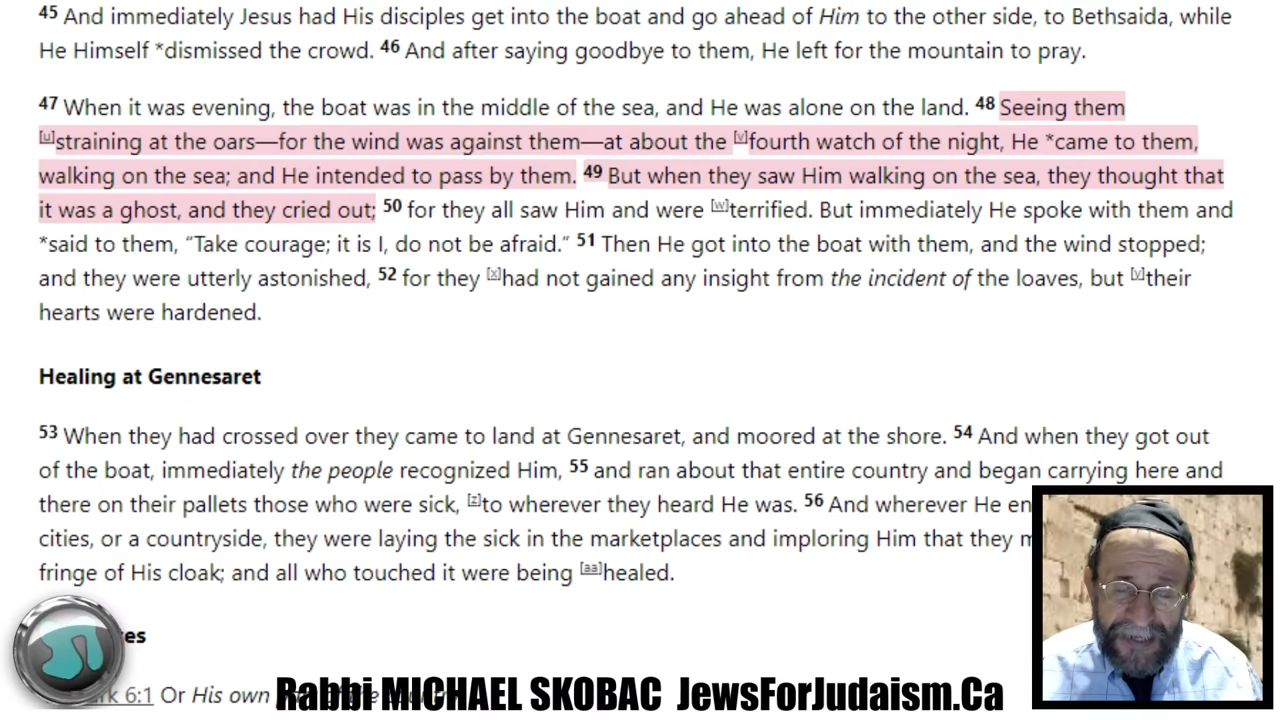 45 And immediately Jesus had His disciples get into the boat and go ahead of Him to the other side, to Bethsaida, while
He Himself *dismissed the crowd. 46 And after saying goodbye to them, He left for the mountain to pray.
47 When it was evening, the boat was in the middle of the sea, and He was alone on the land. 48 Seeing them
[u]straining at the oars—for the wind was against them—at about the [v]fourth watch of the night, He *came to them,
walking on the sea; and He intended to pass by them. 49 But when they saw Him walking on the sea, they thought that
it was a ghost, and they cried out; 50 for they all saw Him and were [w]terrified. But immediately He spoke with them and
*said to them, “Take courage; it is I, do not be afraid.” 51 Then He got into the boat with them, and the wind stopped;
and they were utterly astonished, 52 for they [x]had not gained any insight from the incident of the loaves, but [y]their
hearts were hardened.
Healing at Gennesaret
53 When they had crossed over they came to land at Gennesaret, and moored at the shore. 54 And when they got out
of the boat, immediately the people recognized Him, 55 and ran about that entire country and began carrying here and
there on their pallets those who were sick, [z]to wherever they heard He was. 56 And wherever He en
cities, or a countryside, they were laying the sick in the marketplaces and imploring Him that they m
fringe of His cloak; and all who touched it were being [aa]healed.
es
rk 6:1 Or His own
Rabbi MICHAEL SKOBAC JewsForJudaism.Ca